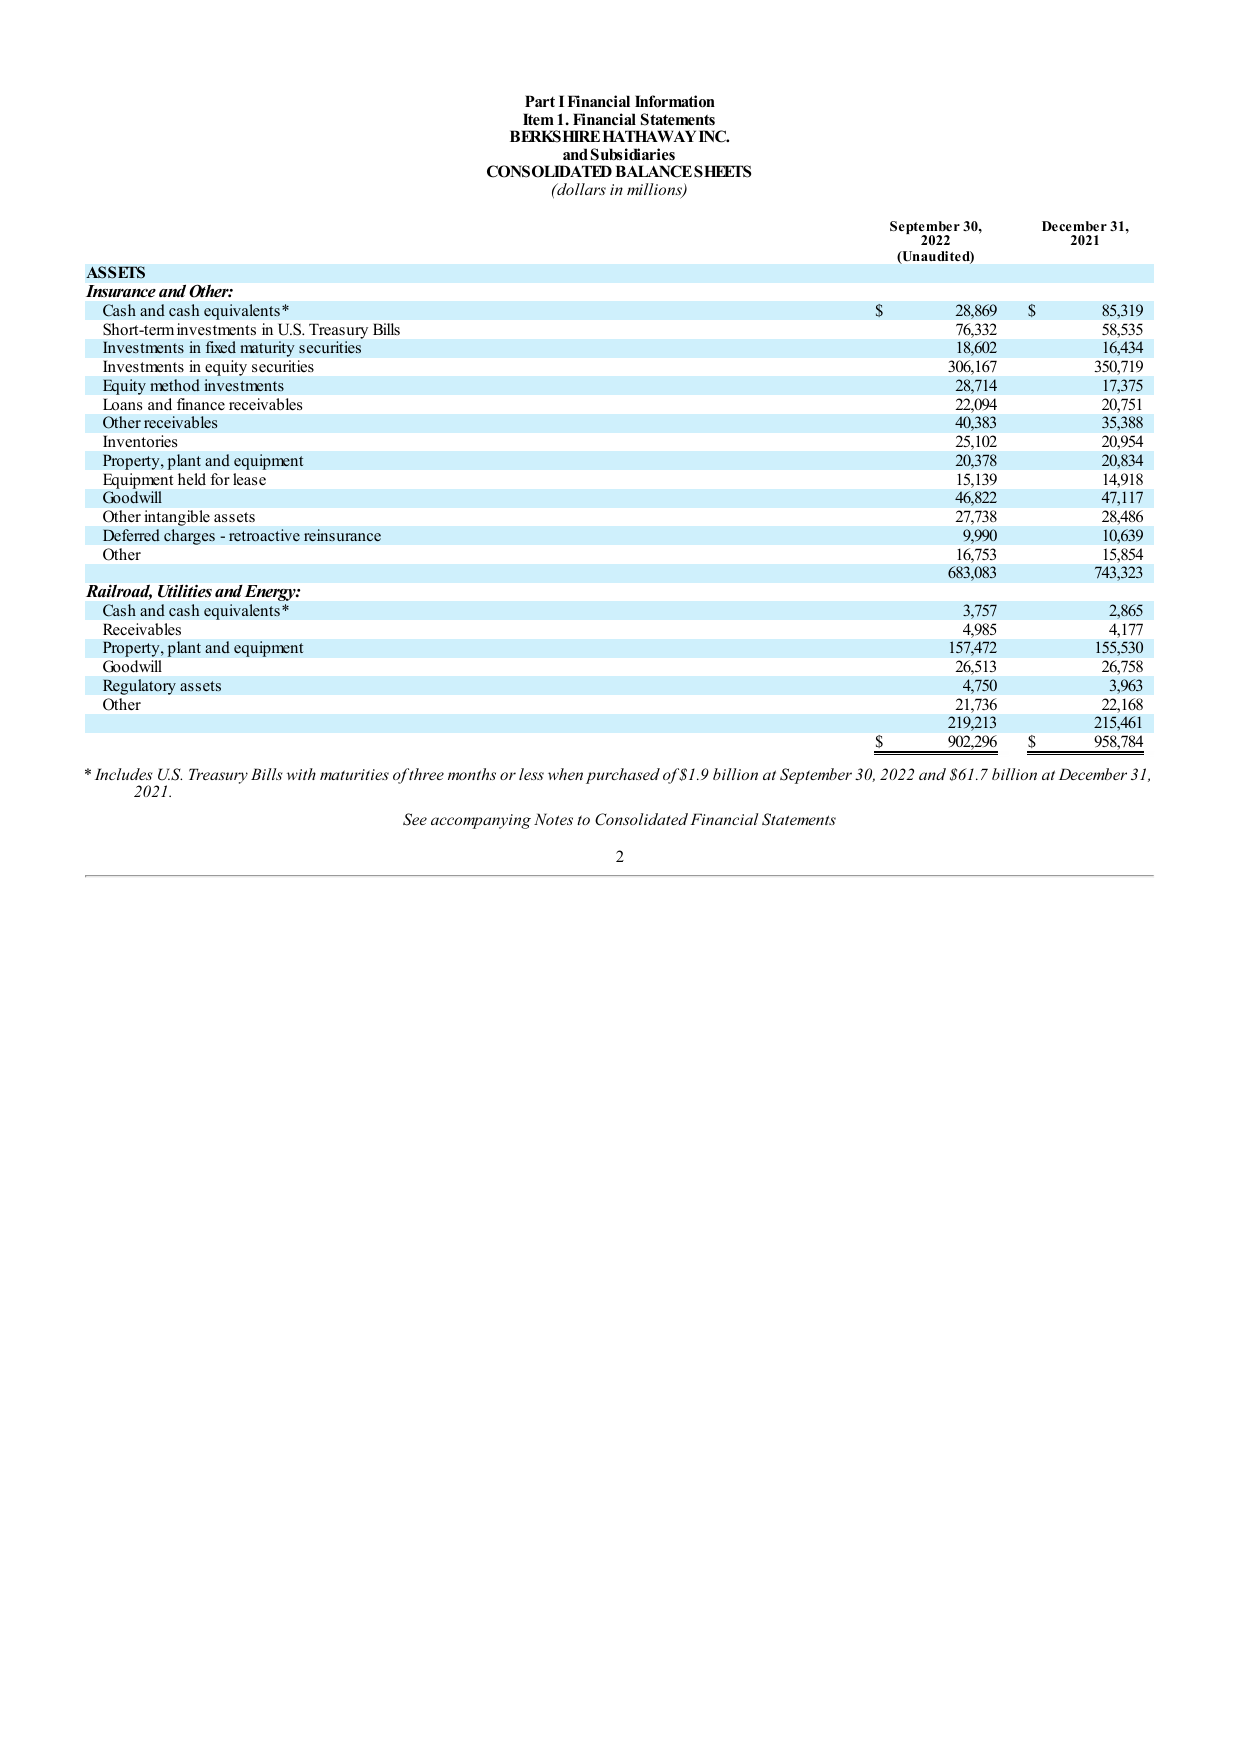 Part I Financial Information
Item 1. Financial Statements
BERKSHIRE HATHAWAY INC.
and Subsidiaries
CONSOLIDATED BALANCE SHEETS
(dollars in millions)
September 30, December 31,
2022 2021
(Unaudited)
ASSETS
Insurance and Other:
Cash and cash equivalents* $ 28,869 $ 85,319
Short-term investments in U.S. Treasury Bills 76,332 58,535
Investments in fixed maturity securities 18,602 16,434
Investments in equity securities 306,167 350,719
Equity method investments 28,714 17,375
Loans and finance receivables 22,094 20,751
Other receivables 40,383 35,388
Inventories 25,102 20,954
Property, plant and equipment 20,378 20,834
Equipment held for lease 15,139 14,918
Goodwill 46,822 47,117
Other intangible assets 27,738 28,486
Deferred charges - retroactive reinsurance 9,990 10,639
Other 16,753 15,854
683,083 743,323
Railroad, Utilities and Energy:
Cash and cash equivalents* 3,757 2,865
Receivables 4,985 4,177
Property, plant and equipment 157,472 155,530
Goodwill 26,513 26,758
Regulatory assets 4,750 3,963
Other 21,736 22,168
219,213 215,461
$ 902,296 $ 958,784
* Includes U.S. Treasury Bills with maturities of three months or less when purchased of $1.9 billion at September 30, 2022 and $61.7 billion at December 31,
2021.
See accompanying Notes to Consolidated Financial Statements
2